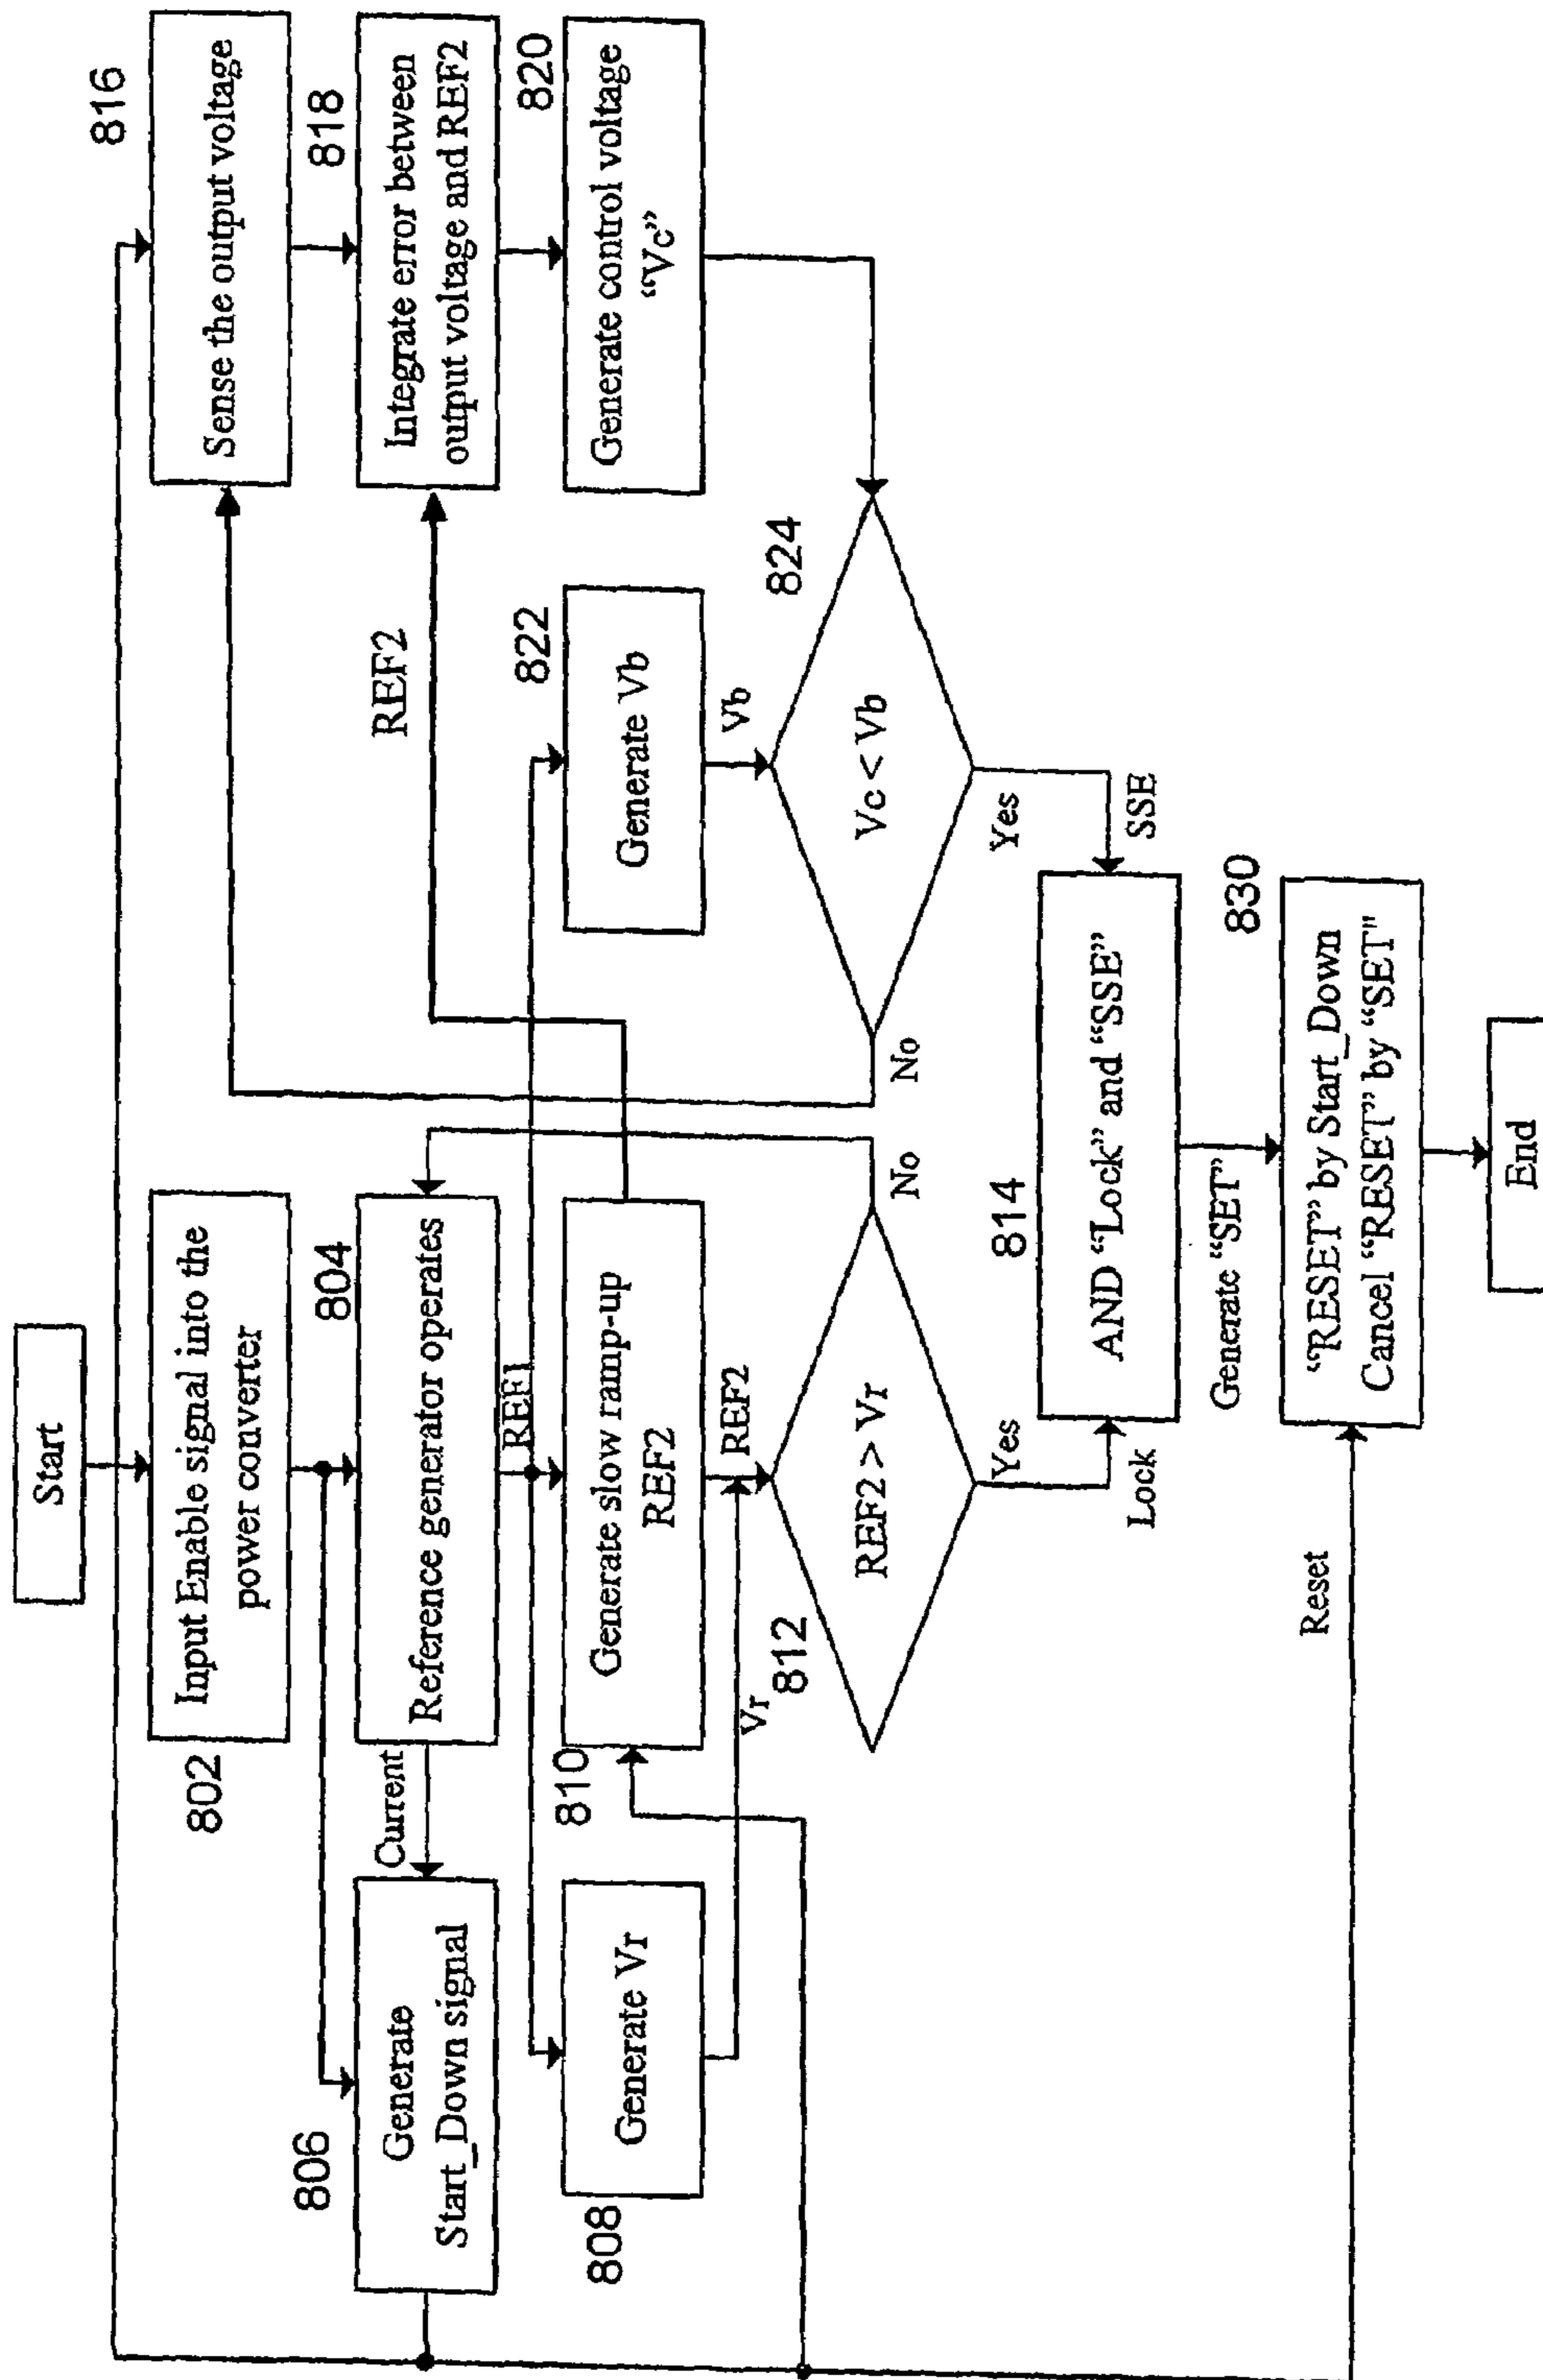 Start
802
Input Enable signal into the
power converter
816
Sense the output voltage
806
Generate
Start_Down signal
Current
804
Reference generator operates
818
Integrate error between
output voltage and REF2
REF1
REF2
808
Generate Vr
810
Generate slow ramp-up
REF2
822
Generate Vb
820
Generate control voltage
“Vc”
Vr
REF2
Vb
812
REF2 > Vr
No
No
824
Vc < Vb
Yes
Yes
Lock
814
SSE
AND “Lock” and “SSE”
Generate “SET”
830
Reset
“RESET” by Start_Down
Cancel “RESET” by “SET"
End